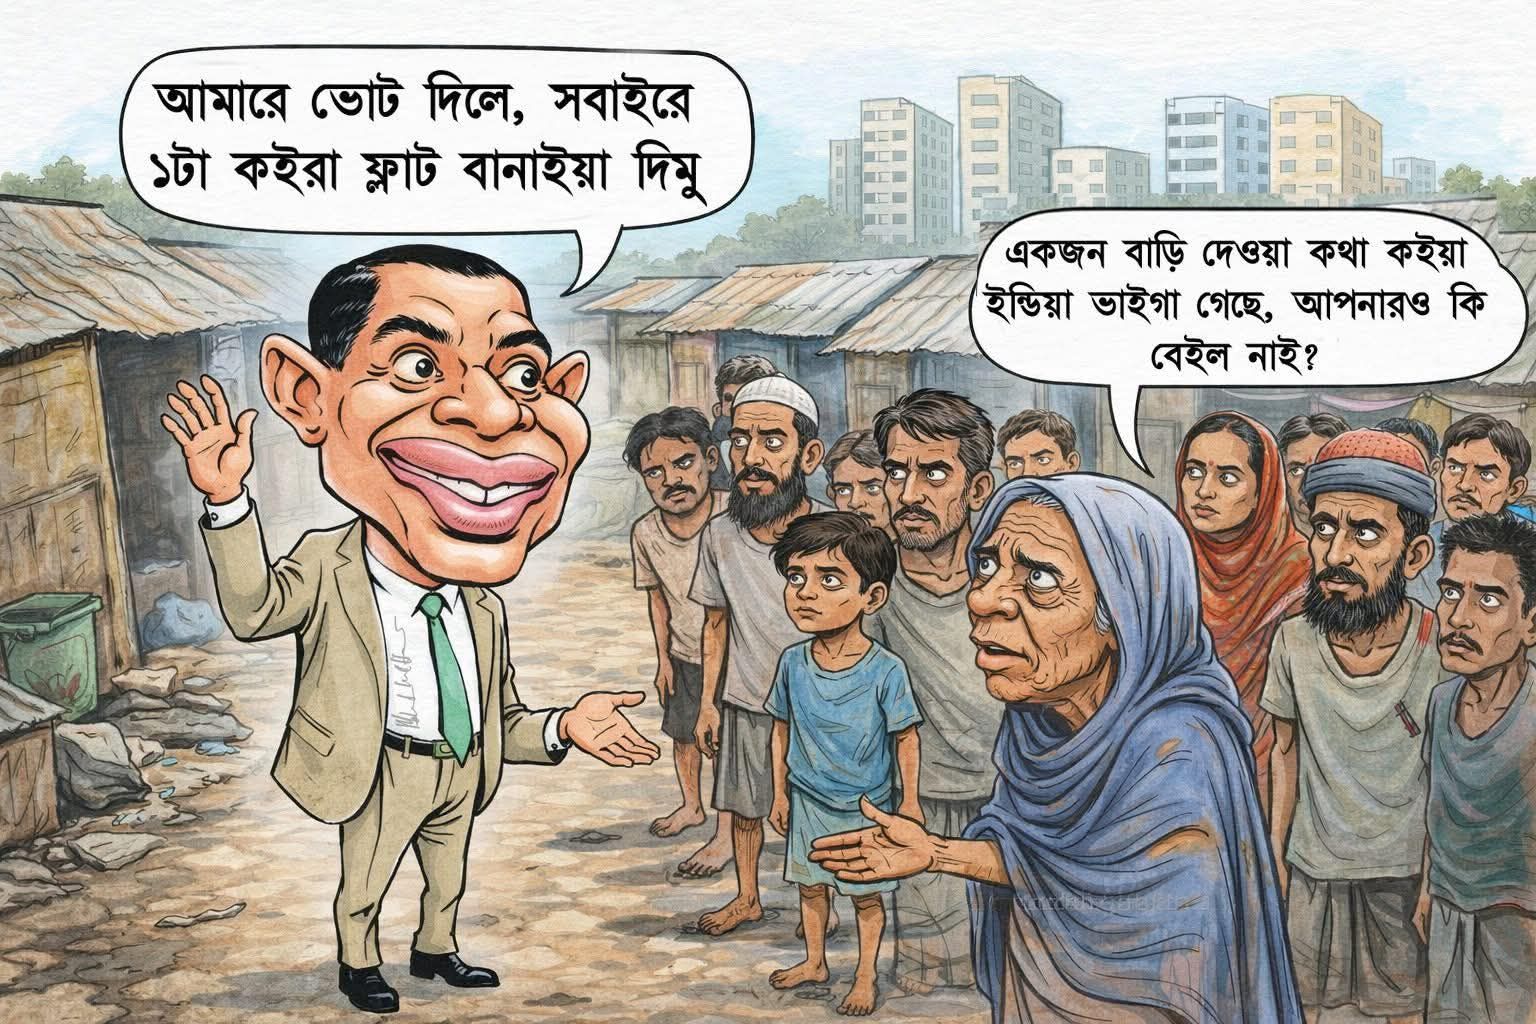 আমারে ভোট দিলে, সবাইরে
১টা কইরা ফ্লাট বানাইয়া দিমু
একজন বাড়ি দেওয়া কথা কইয়া
ইন্ডিয়া ভাইগা গেছে, আপনারও কি
বেইল নাই?